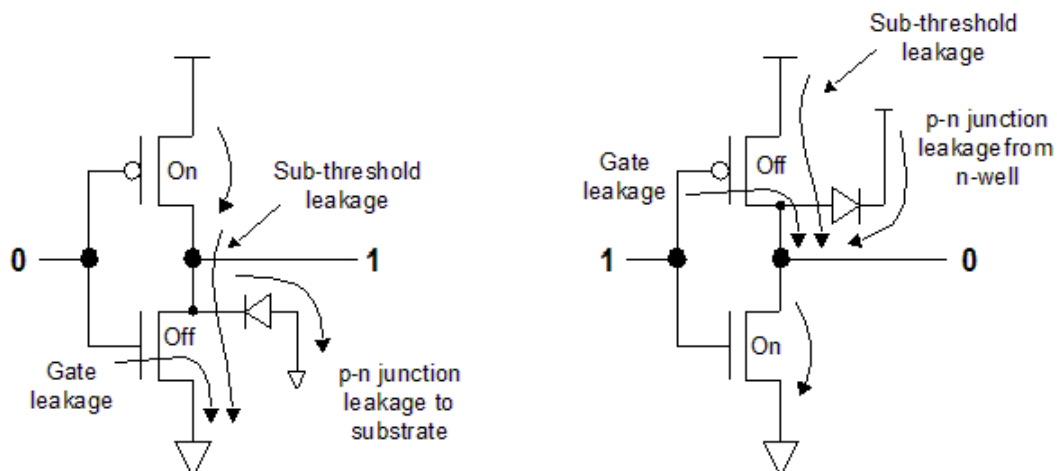 On
Sub-threshold
leakage
0
1
Off
Gate
leakage
p-n junction
leakage to
substrate
Sub-threshold
leakage
p-n junction
leakage from
n-well
Gate
leakage
Off
1
0
On